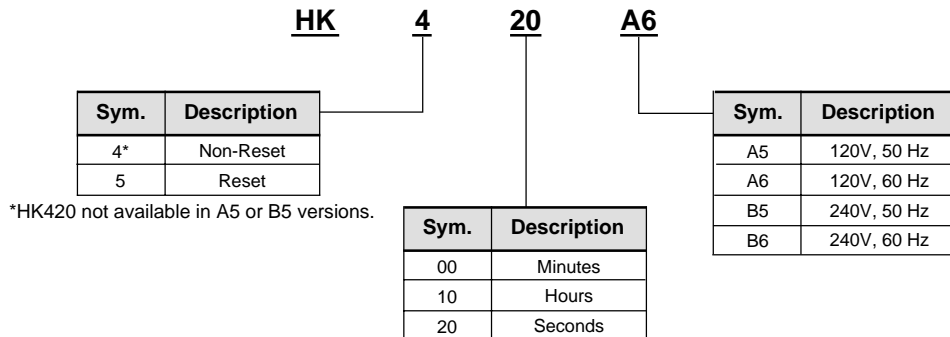 HK 4 20 A6
Sym. Description
4* Non-Reset
5 Reset
*HK420 not available in A5 or B5 versions.
Sym. Description
00 Minutes
10 Hours
20 Seconds
Sym. Description
A5 120V, 50 Hz
A6 120V, 60 Hz
B5 240V, 50 Hz
B6 240V, 60 Hz